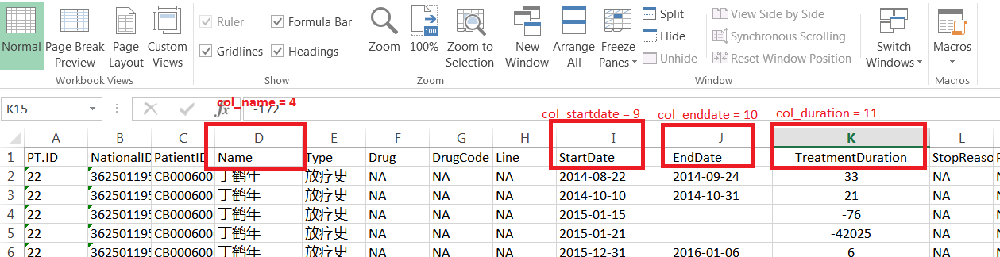 Normal
Page Break Preview
Page Layout
Custom Views
Workbook Views
Ruler
Formula Bar
Gridlines
Headings
Show
Zoom
100%
Zoom to Selection
Zoom
New Window
Arrange All
Freeze Panes
Split
Hide
Unhide
View Side by Side
Synchronous Scrolling
Reset Window Position
Window
Switch Windows
Macros
Macros
col_name = 4
K15 fx -172
col_startdate = 9 col_enddate = 10 col_duration = 11
A B C D E F G H I J K L
1 PT.ID NationalID PatientID Name Type Drug DrugCode Line StartDate EndDate TreatmentDuration StopReaso
2 22 362501195 CB000600 丁鹤年 放疗史 NA NA NA 2014-08-22 2014-09-24 33 NA
3 22 362501195 CB000600 丁鹤年 放疗史 NA NA NA 2014-10-10 2014-10-31 21 NA
4 22 362501195 CB000600 丁鹤年 放疗史 NA NA NA 2015-01-15 -76 NA
5 22 362501195 CB000600 丁鹤年 放疗史 NA NA NA 2015-01-21 -42025 NA
6 22 362501195 CB000600 丁鹤年 放疗史 NA NA NA 2015-12-31 2016-01-06 6 NA